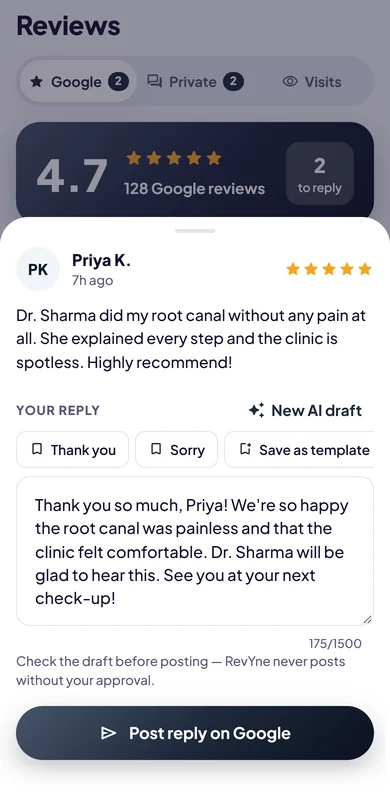 Reviews
Google 2 Private 2 Visits
4.7
128 Google reviews
2
to reply
PK
Priya K.
7h ago
Dr. Sharma did my root canal without any pain at
all. She explained every step and the clinic is
spotless. Highly recommend!
YOUR REPLY
New AI draft
Thank you
Sorry
Save as template
Thank you so much, Priya! We're so happy
the root canal was painless and that the
clinic felt comfortable. Dr. Sharma will be
glad to hear this. See you at your next
check-up!
175/1500
Check the draft before posting — RevYne never posts
without your approval.
Post reply on Google